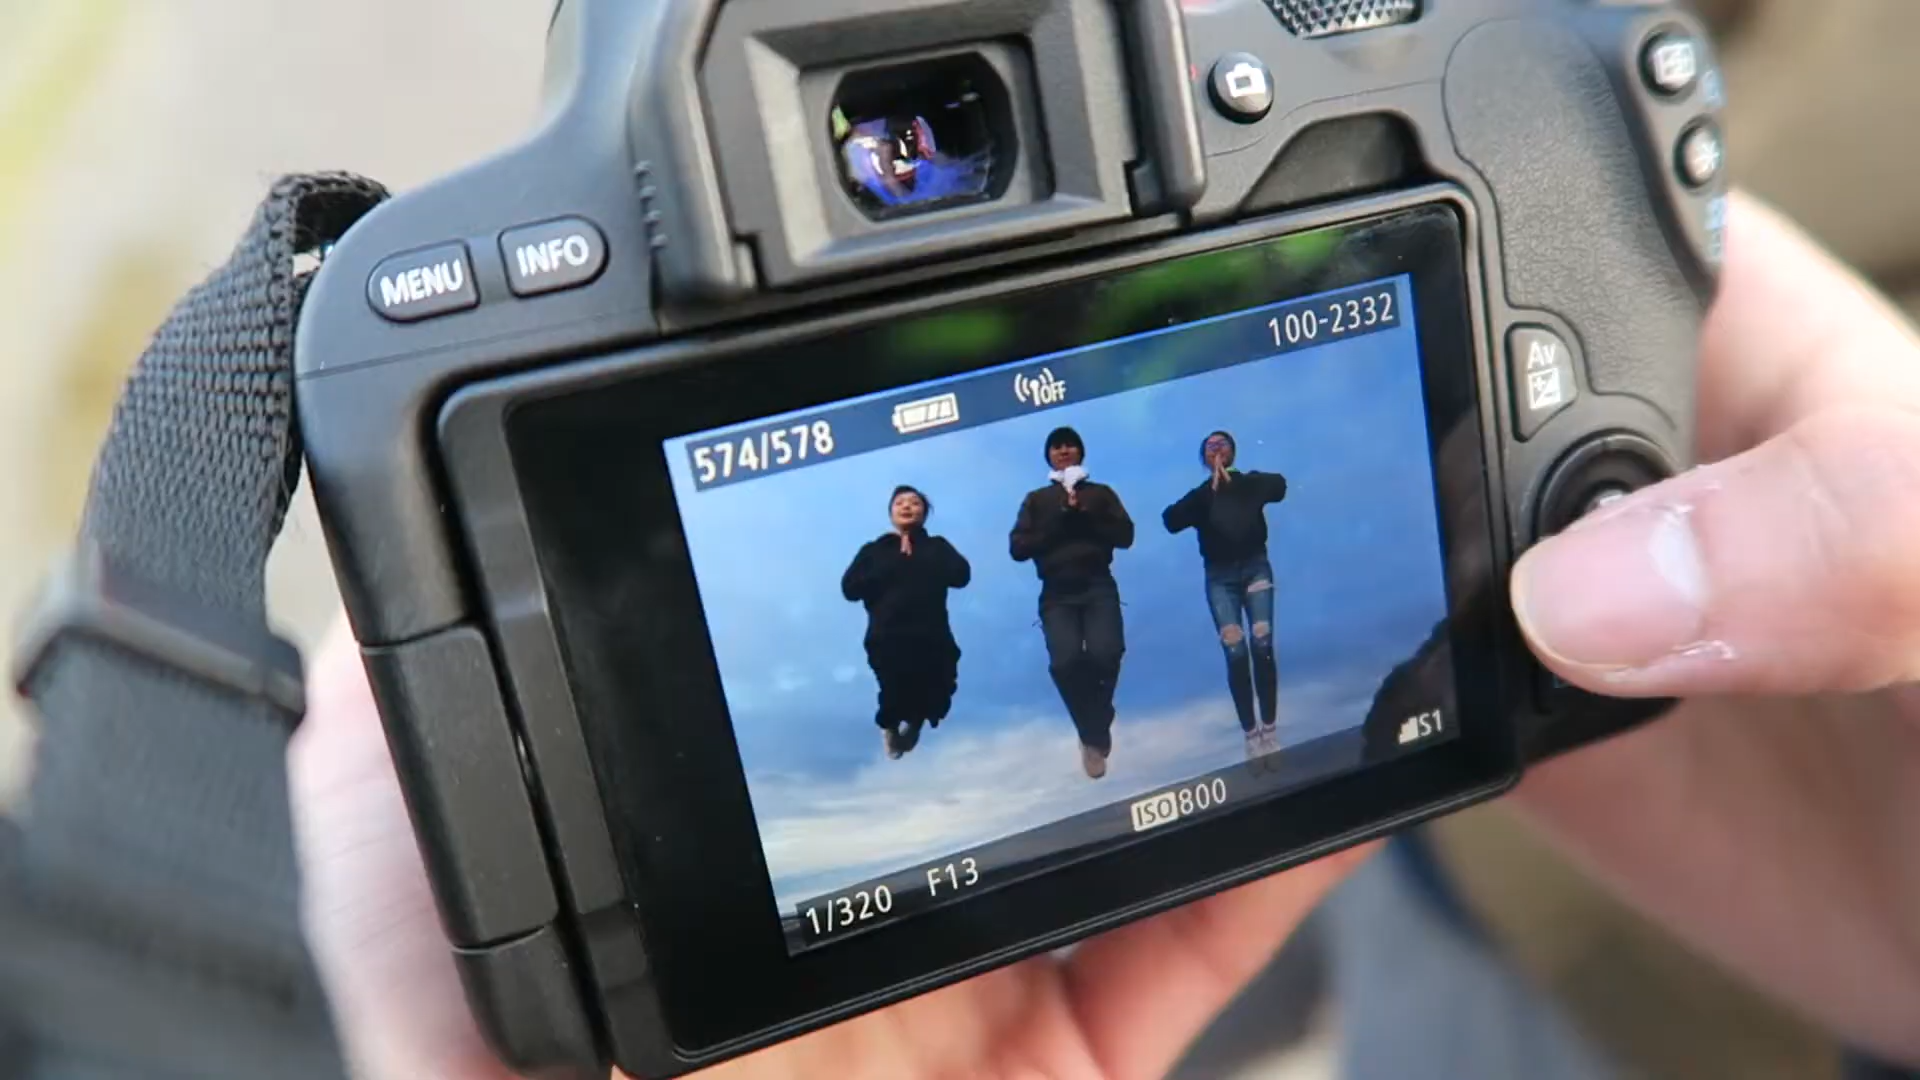 MENU
INFO
Av
100-2332
OFF
574/578
S1
ISO800
1/320 F13